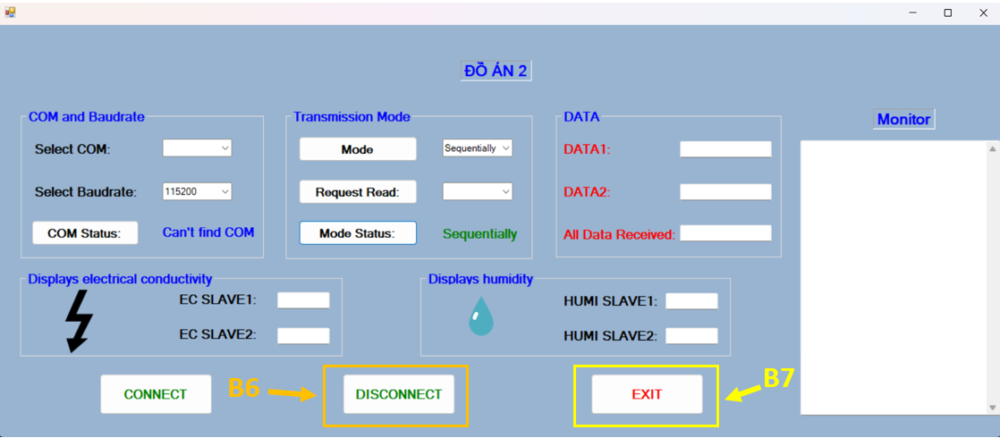 ĐỒ ÁN 2
COM and Baudrate
Select COM:
Select Baudrate: 115200
COM Status: Can't find COM
Transmission Mode
Mode Sequentially
Request Read:
Mode Status: Sequentially
DATA
DATA1:
DATA2:
All Data Received:
Monitor
Displays electrical conductivity
EC SLAVE1:
EC SLAVE2:
Displays humidity
HUMI SLAVE1:
HUMI SLAVE2:
CONNECT
B6
DISCONNECT
EXIT
B7